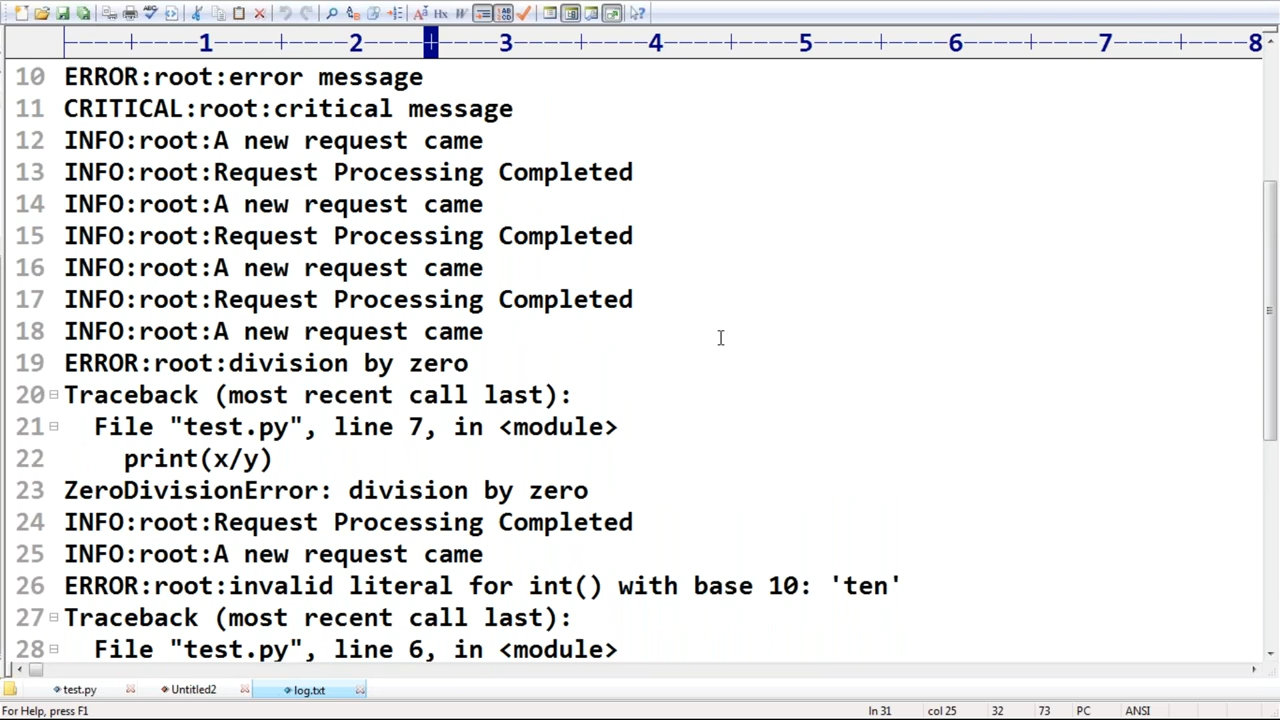 1 2 3 4 5 6 7 8
10 ERROR:root:error message
11 CRITICAL:root:critical message
12 INFO:root:A new request came
13 INFO:root:Request Processing Completed
14 INFO:root:A new request came
15 INFO:root:Request Processing Completed
16 INFO:root:A new request came
17 INFO:root:Request Processing Completed
18 INFO:root:A new request came
19 ERROR:root:division by zero
20 Traceback (most recent call last):
21 File "test.py", line 7, in <module>
22 print(x/y)
23 ZeroDivisionError: division by zero
24 INFO:root:Request Processing Completed
25 INFO:root:A new request came
26 ERROR:root:invalid literal for int() with base 10: 'ten'
27 Traceback (most recent call last):
28 File "test.py", line 6, in <module>
test.py Untitled2 log.txt
For Help, press F1 ln 31 col 25 32 73 PC ANSI